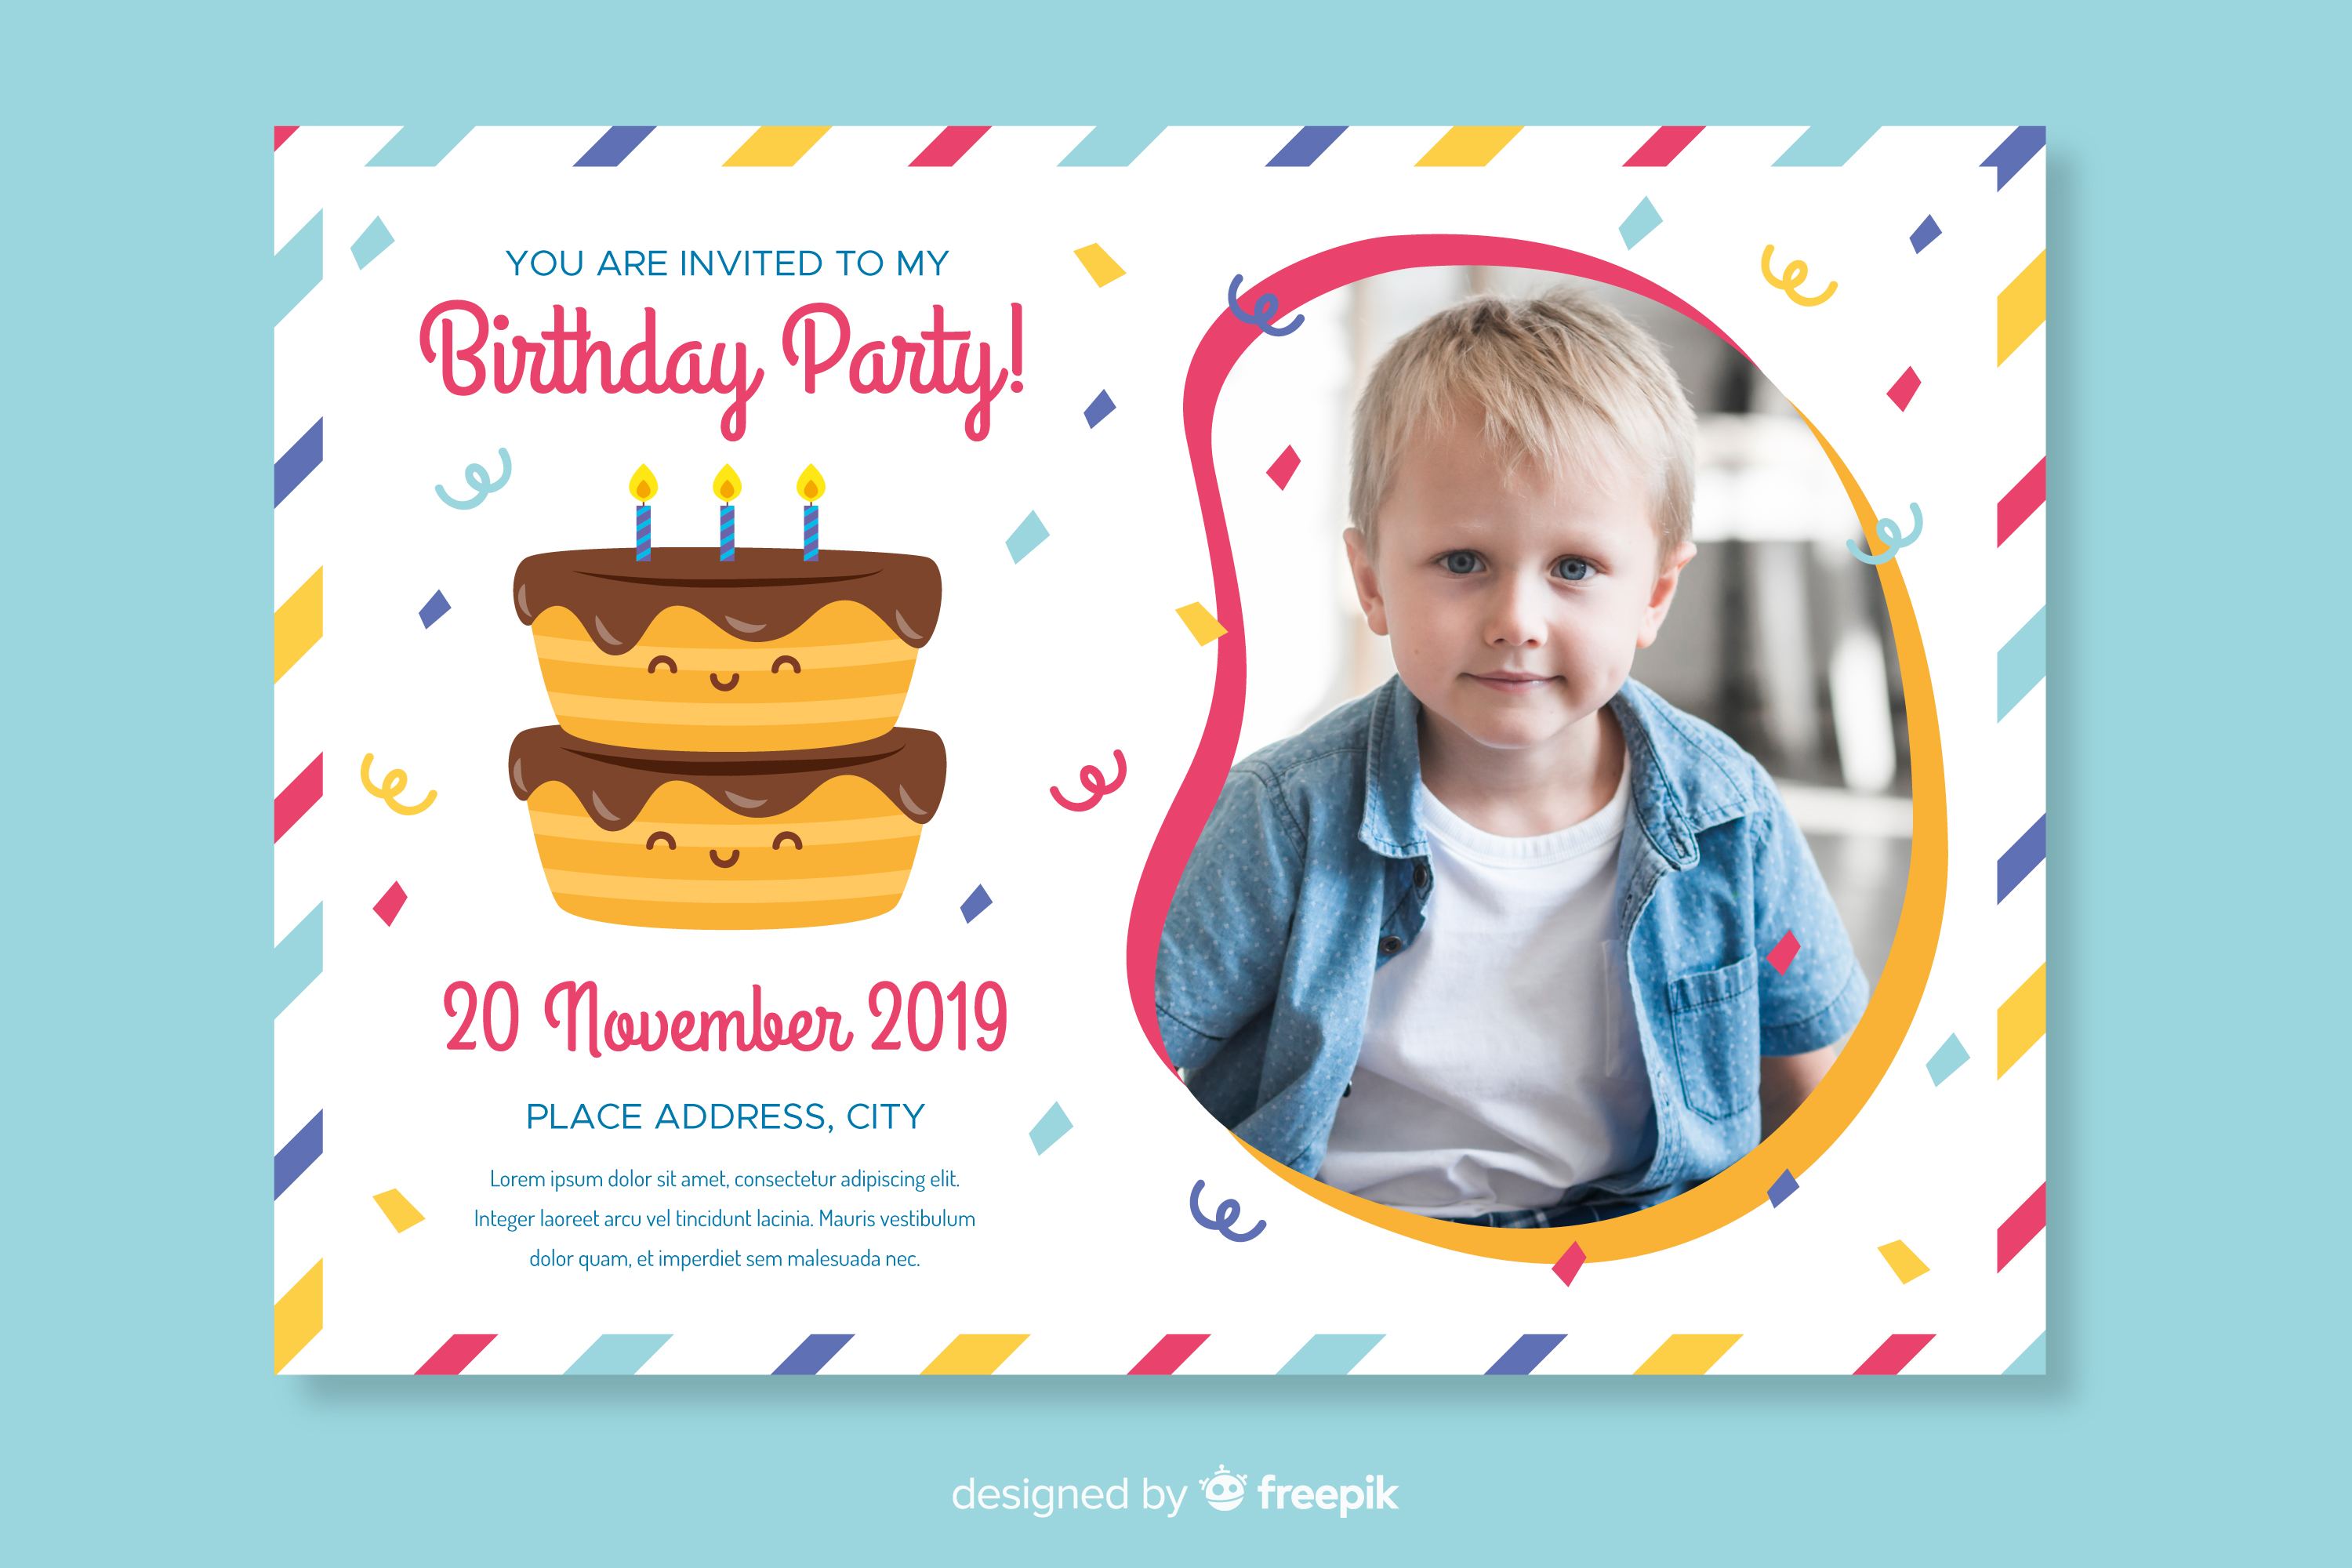 YOU ARE INVITED TO MY
Birthday Party!
20 November 2019
PLACE ADDRESS, CITY
Lorem ipsum dolor sit amet, consectetur adipiscing elit.
Integer laoreet arcu vel tincidunt lacinia. Mauris vestibulum
dolor quam, et imperdiet sem malesuada nec.
designed by freepik